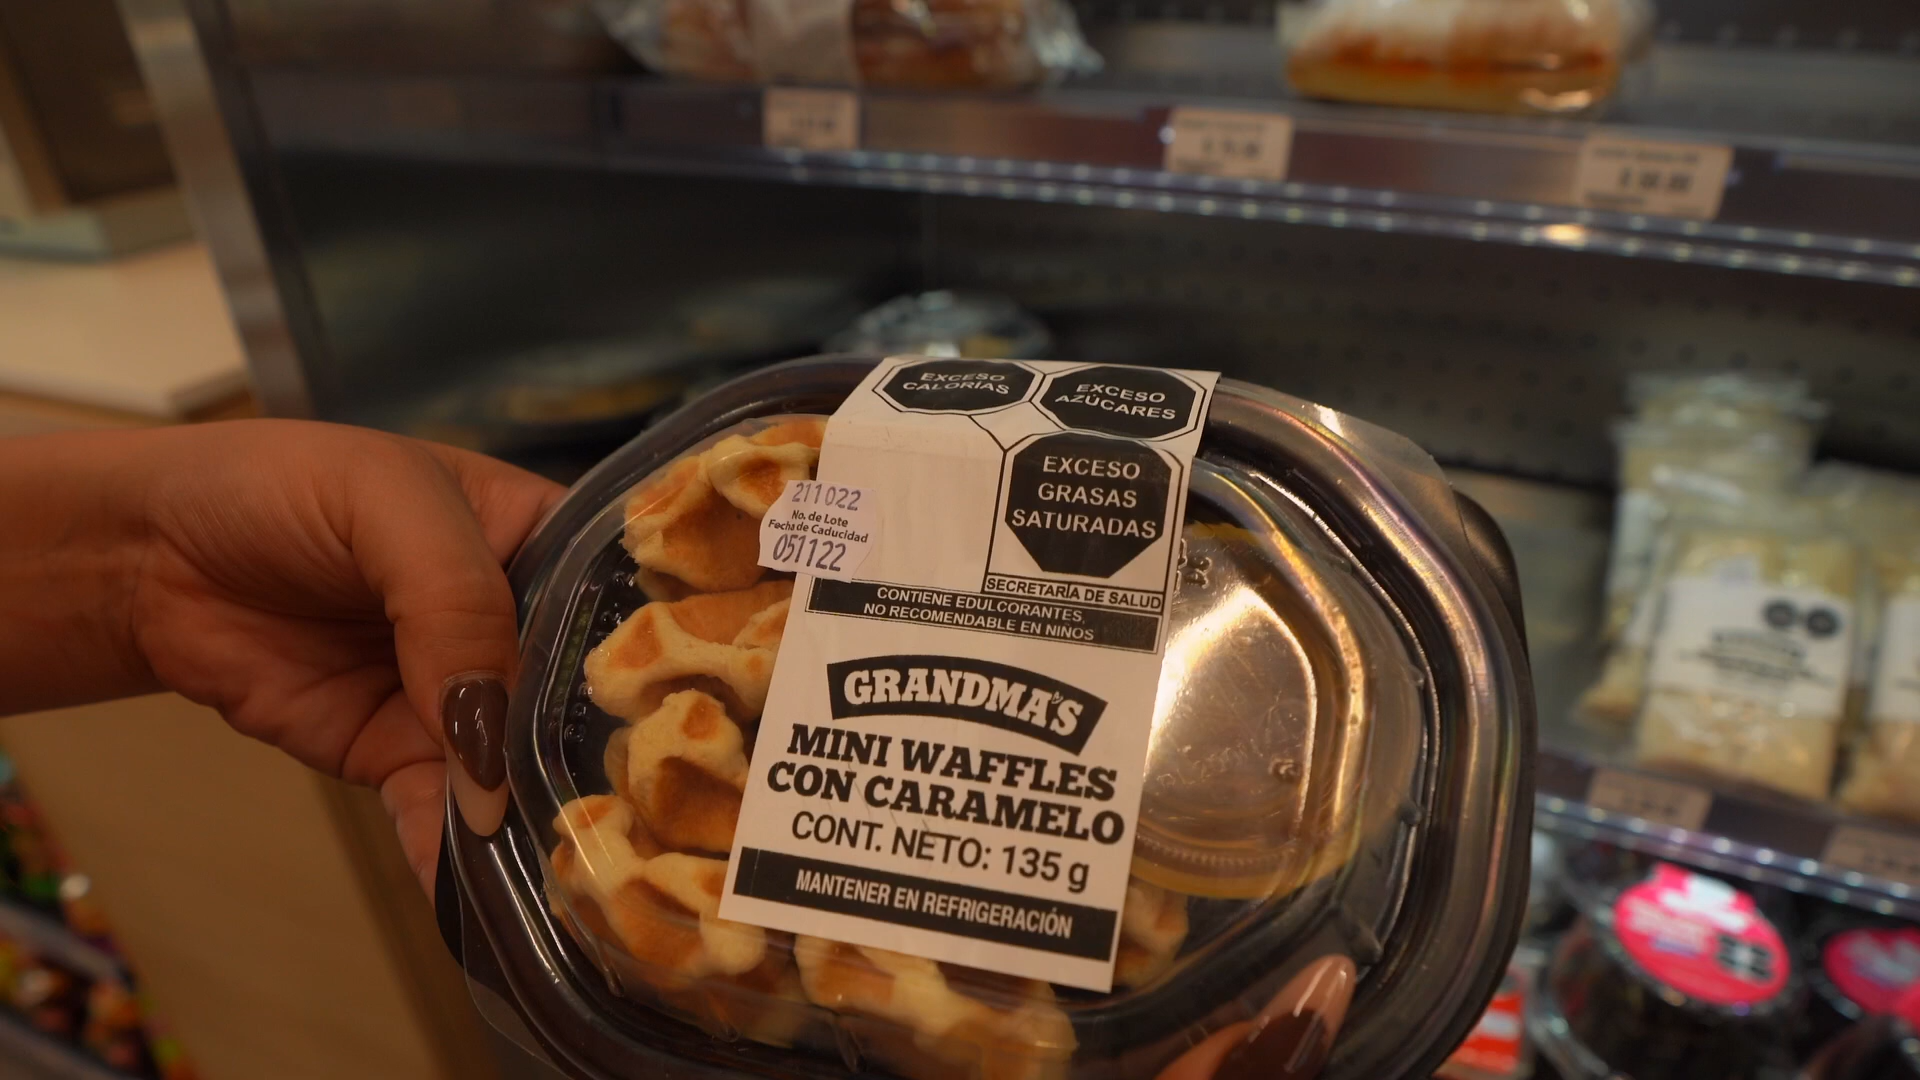 EXCESO
CALORÍAS
EXCESO
AZÚCARES
EXCESO
GRASAS
SATURADAS
SECRETARÍA DE SALUD
211022
No. de Lote
Fecha de Caducidad
051122
CONTIENE EDULCORANTES,
NO RECOMENDABLE EN NIÑOS
GRANDMA'S
MINI WAFFLES
CON CARAMELO
CONT. NETO: 135 g
MANTENER EN REFRIGERACIÓN